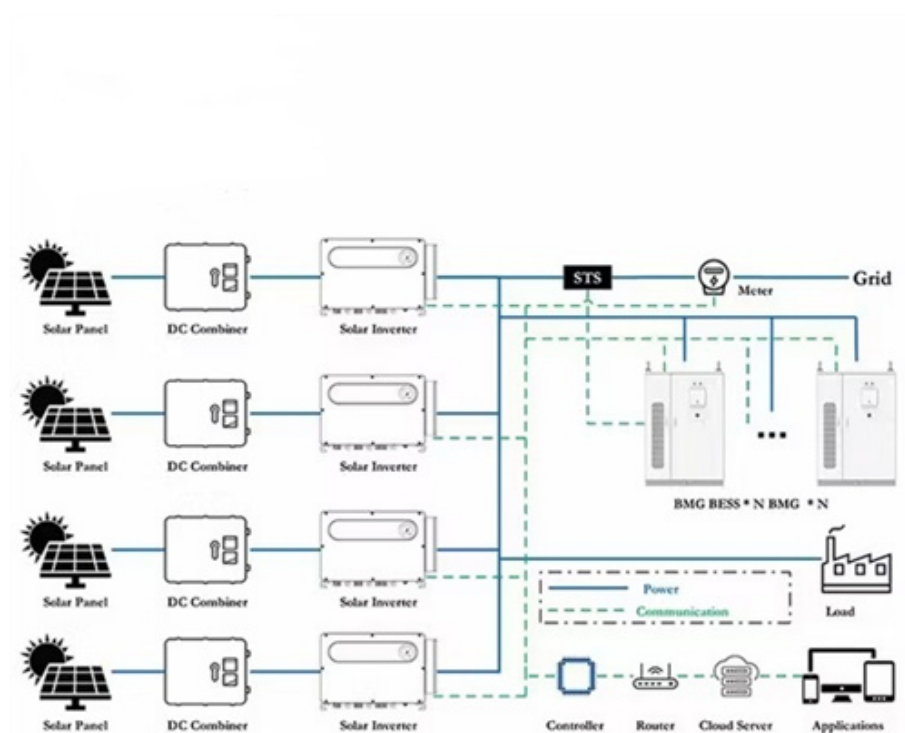 STS
Grid
Meter
Solar Panel
DC Combiner
Solar Inverter
Solar Panel
DC Combiner
Solar Inverter
BMG BESS * N BMG * N
Solar Panel
DC Combiner
Solar Inverter
Power
Communication
Load
Solar Panel
DC Combiner
Solar Inverter
Controller
Router
Cloud Server
Applications